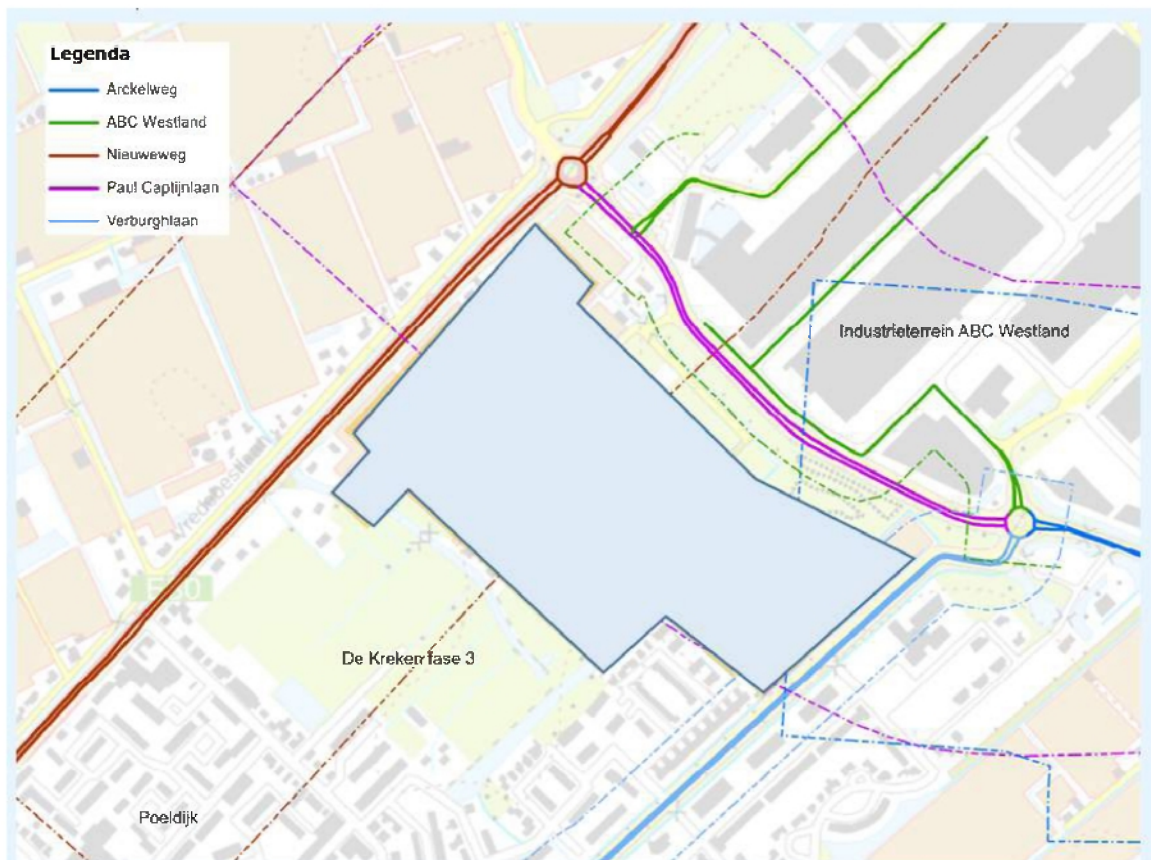 Legenda
Arckelweg
ABC Westland
Nieuweweg
Paul Captijnlaan
Verburghlaan
Industrieterrein ABC Westland
De Kreken fase 3
Poeldijk